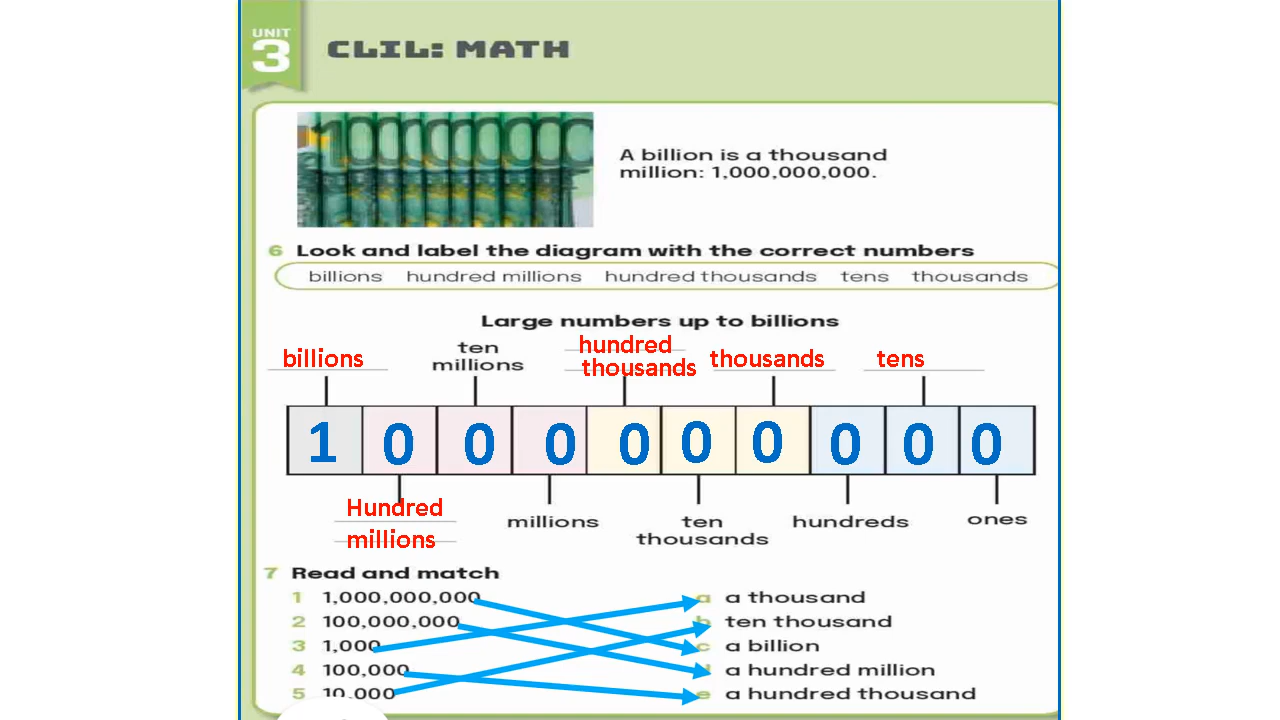 UNIT
3
CLIL: MATH
100000000
A billion is a thousand
million: 1,000,000,000.
6 Look and label the diagram with the correct numbers
billions hundred millions hundred thousands tens thousands
Large numbers up to billions
billions
ten
millions
hundred
thousands
thousands
tens
1 0 0 0 0 0 0 0 0 0
Hundred
millions
millions
ten
thousands
hundreds
ones
7 Read and match
1 1,000,000,000 a a thousand
2 100,000,000 b ten thousand
3 1,000 c a billion
4 100,000 d a hundred million
5 10,000 e a hundred thousand